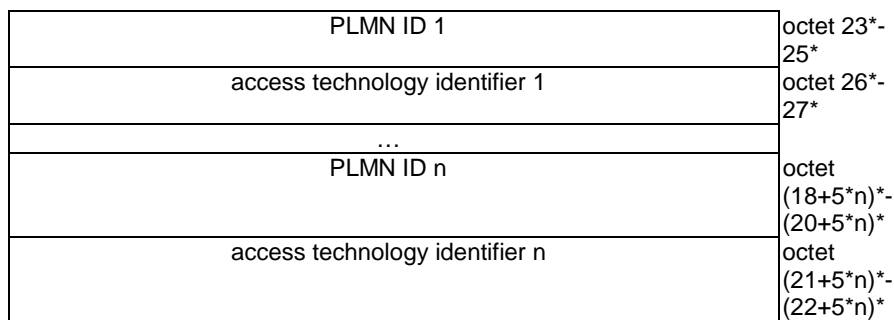 PLMN ID 1 octet 23*-
25*
access technology identifier 1 octet 26*-
27*
…
PLMN ID n octet
(18+5*n)*-
(20+5*n)*
access technology identifier n octet
(21+5*n)*-
(22+5*n)*